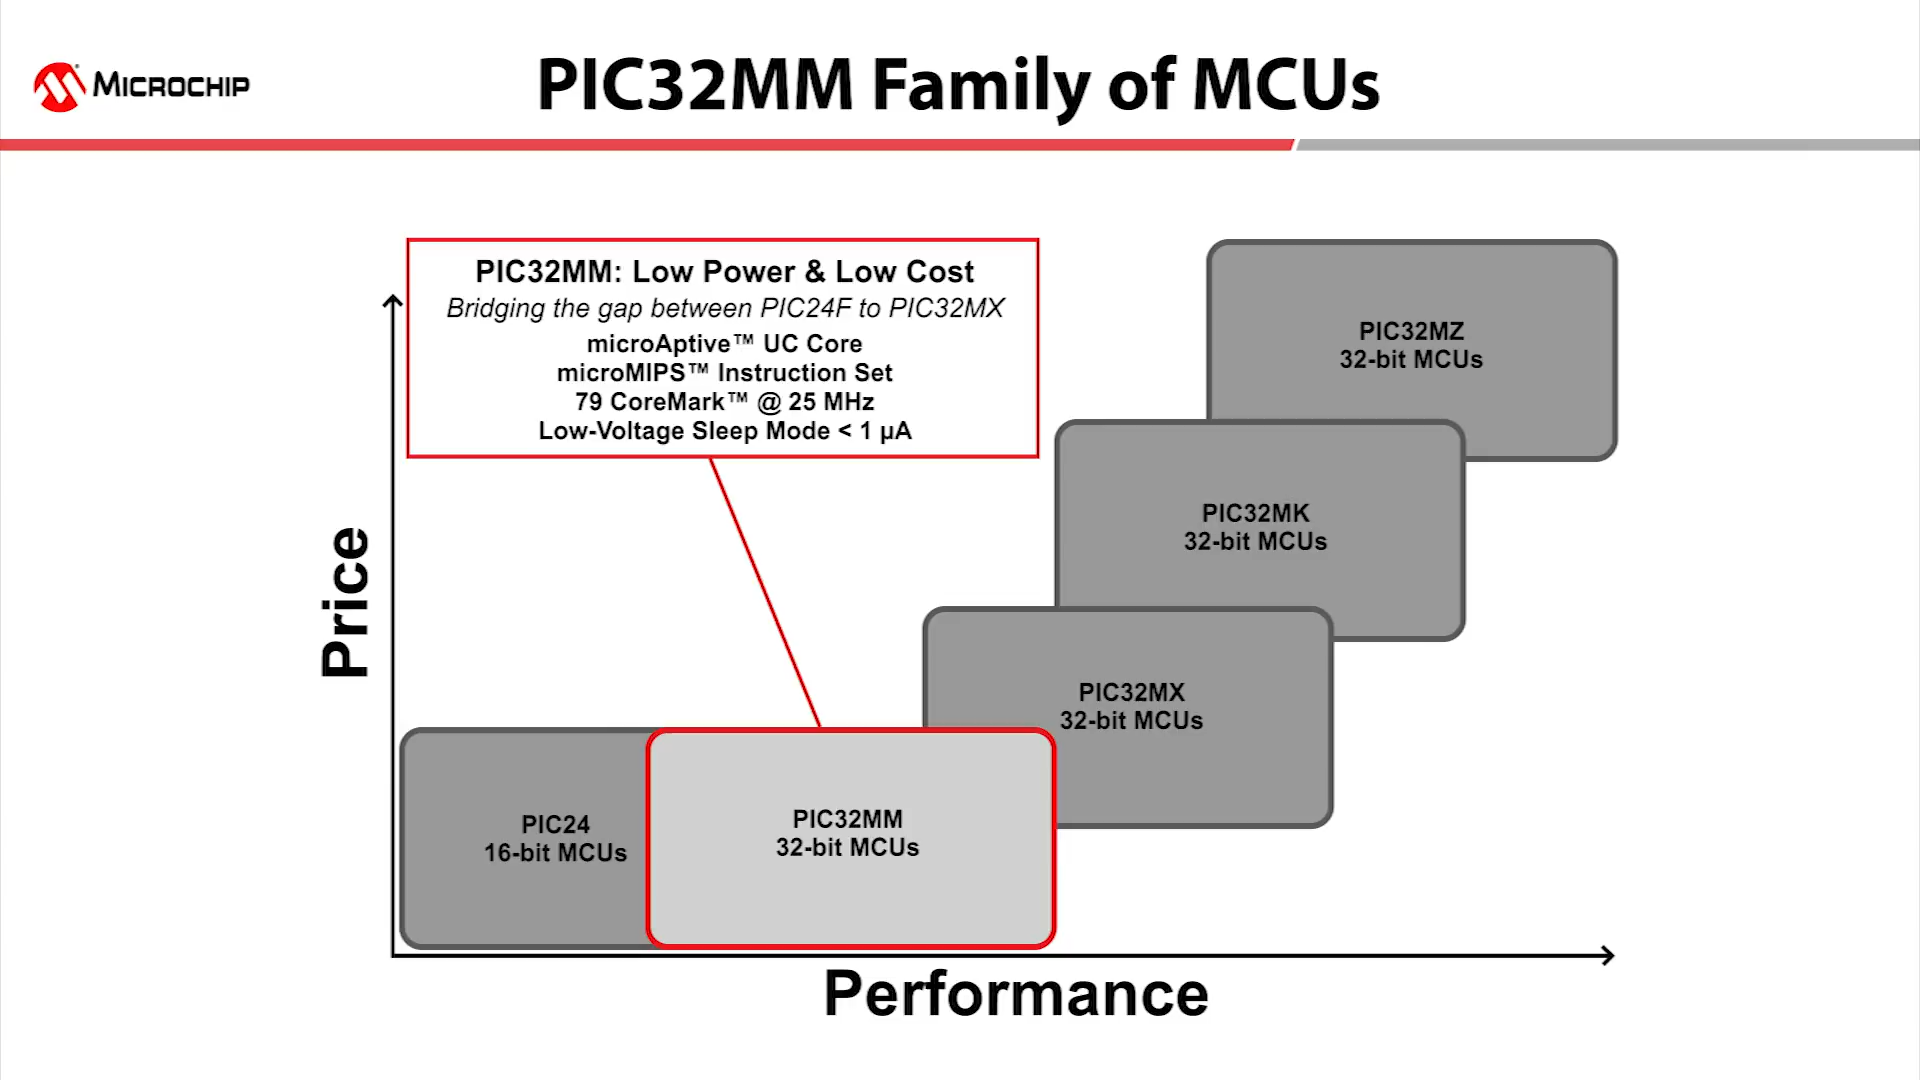 MICROCHIP
PIC32MM Family of MCUs
PIC32MM: Low Power & Low Cost
Bridging the gap between PIC24F to PIC32MX
microAptive™ UC Core
microMIPS™ Instruction Set
79 CoreMark™ @ 25 MHz
Low-Voltage Sleep Mode < 1 µA
PIC32MZ
32-bit MCUs
PIC32MK
32-bit MCUs
PIC32MX
32-bit MCUs
PIC24
16-bit MCUs
PIC32MM
32-bit MCUs
Price
Performance